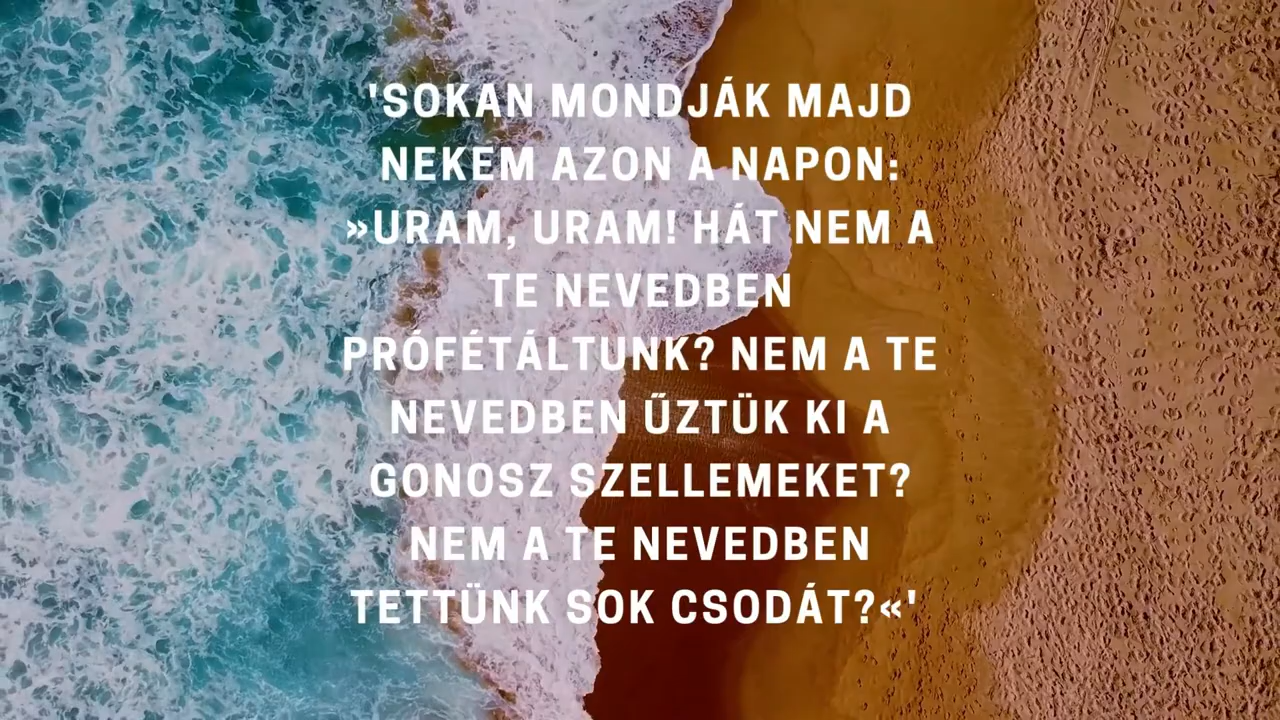 'SOKAN MONDJÁK MAJD
NEKEM AZON A NAPON:
»URAM, URAM! HÁT NEM A
TE NEVEDBEN
PRÓFÉTÁLTUNK? NEM A TE
NEVEDBEN ŰZTÜK KI A
GONOSZ SZELLEMEKET?
NEM A TE NEVEDBEN
TETTÜNK SOK CSODÁT?«'